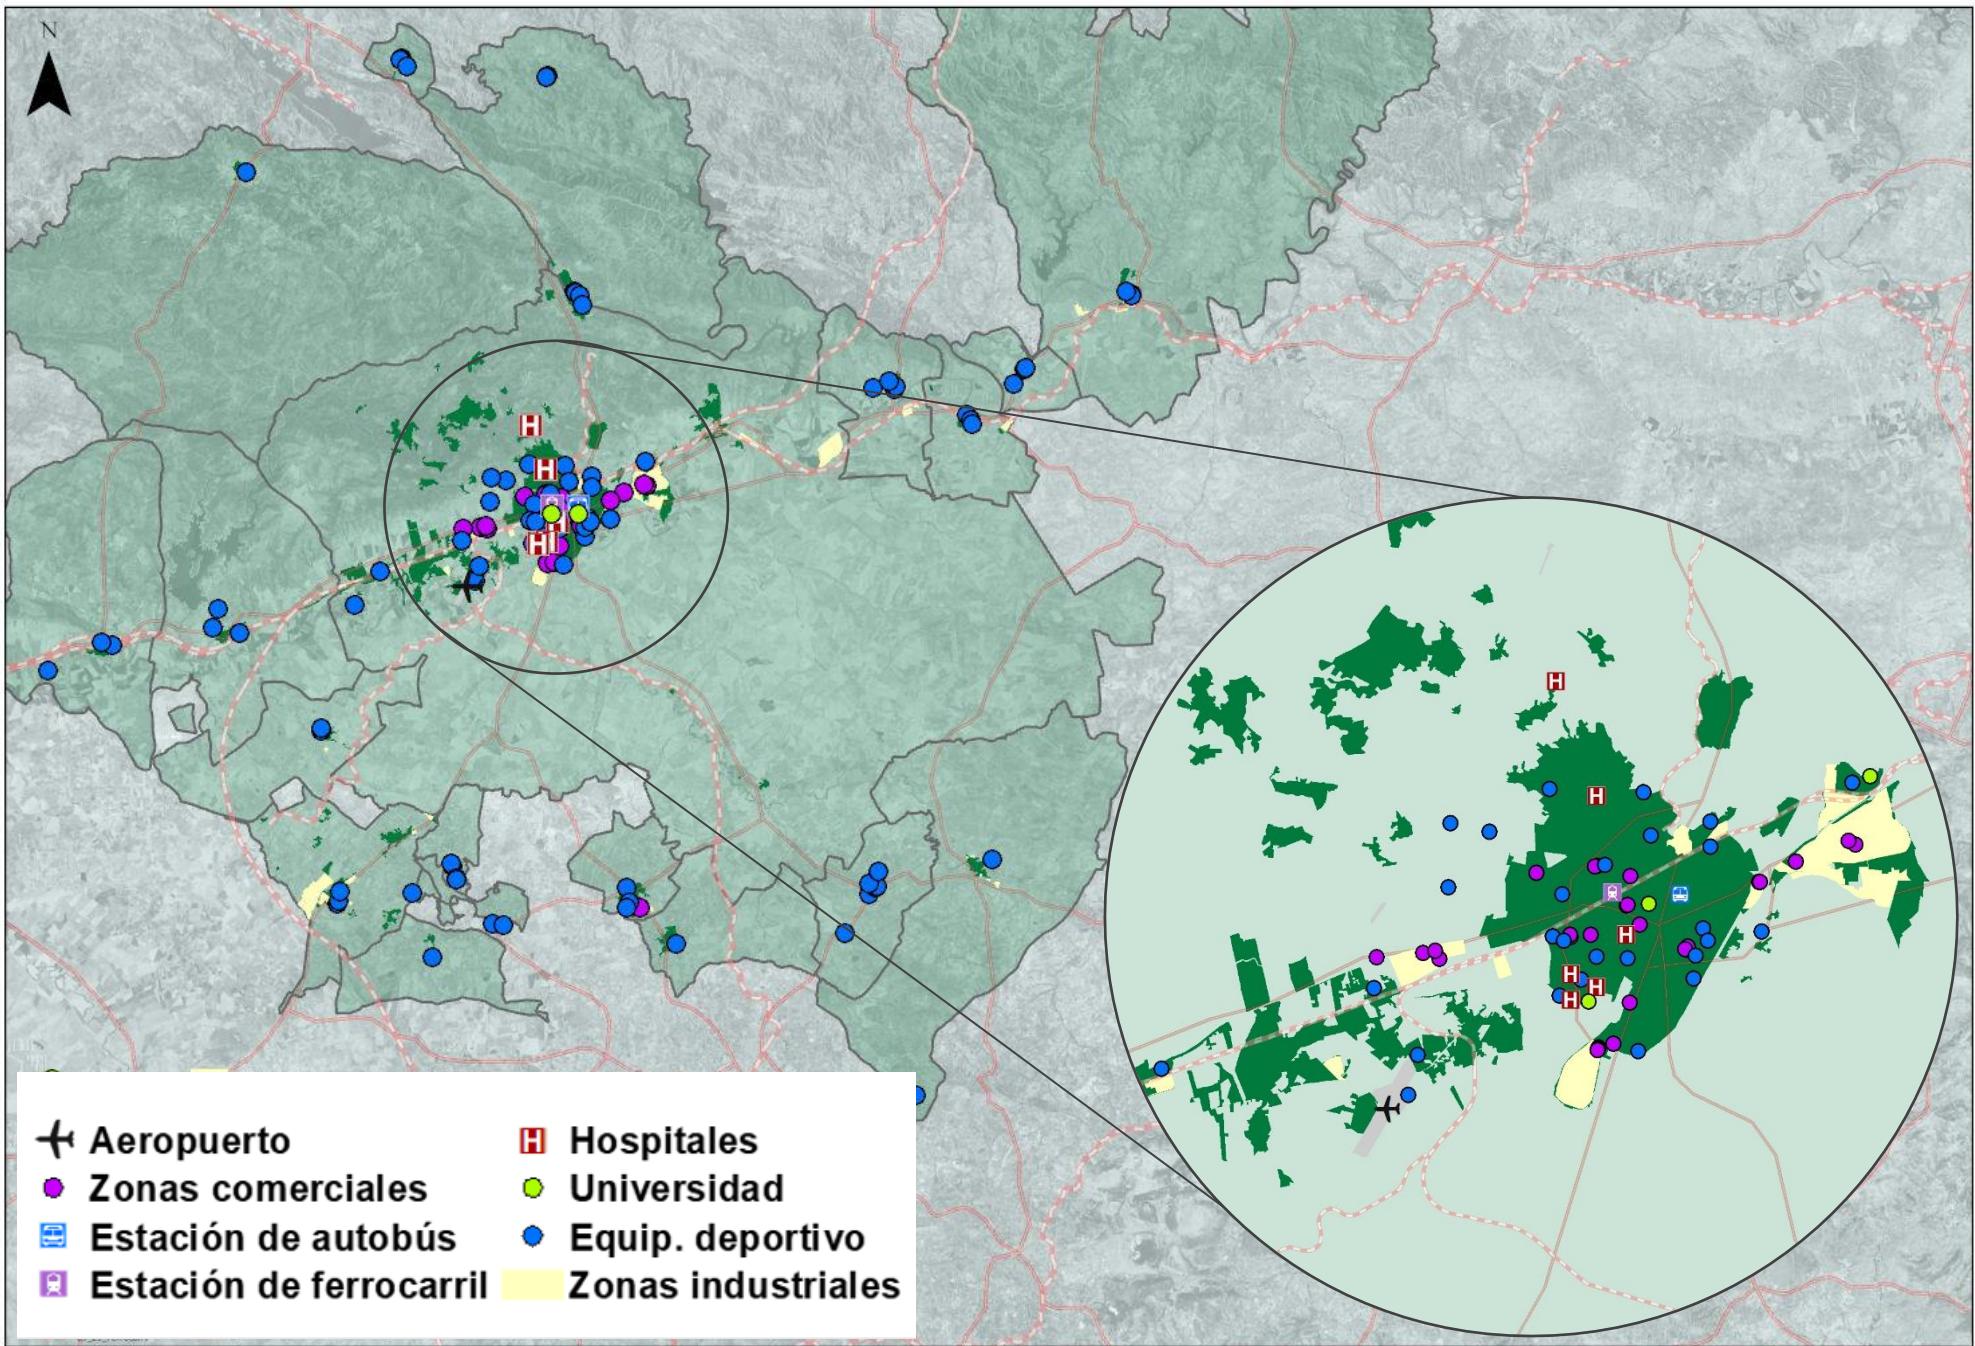 N
Aeropuerto
Hospitales
Zonas comerciales
Universidad
Estación de autobús
Equip. deportivo
Estación de ferrocarril
Zonas industriales
H
H
H
H
H
H
H
H
H
H